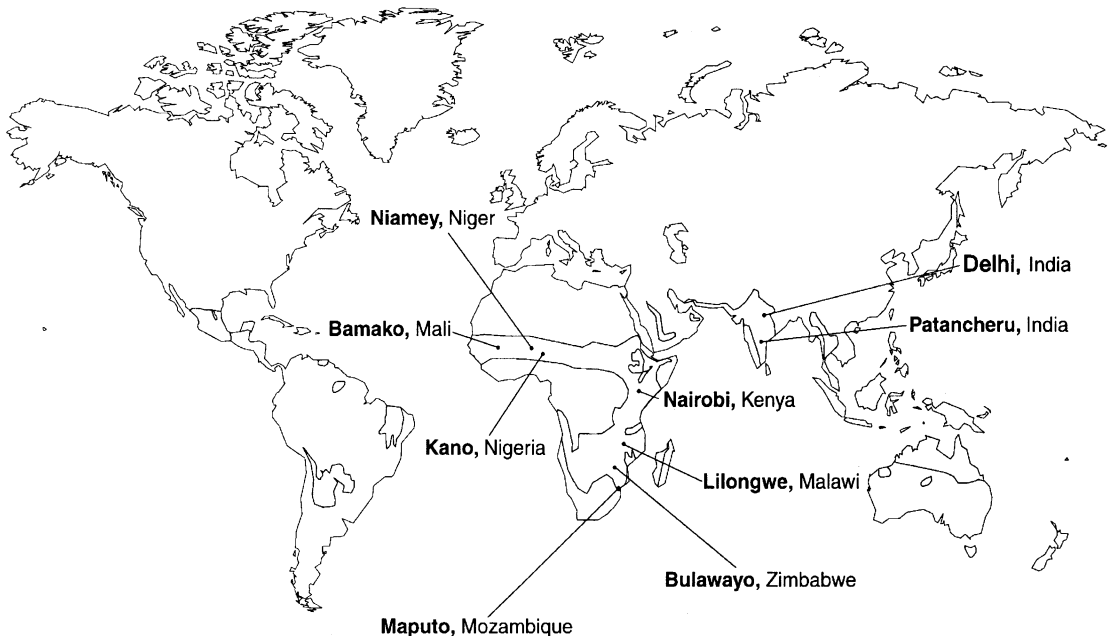 Niamey, Niger
Delhi, India
Bamako, Mali
Patancheru, India
Nairobi, Kenya
Kano, Nigeria
Lilongwe, Malawi
Bulawayo, Zimbabwe
Maputo, Mozambique